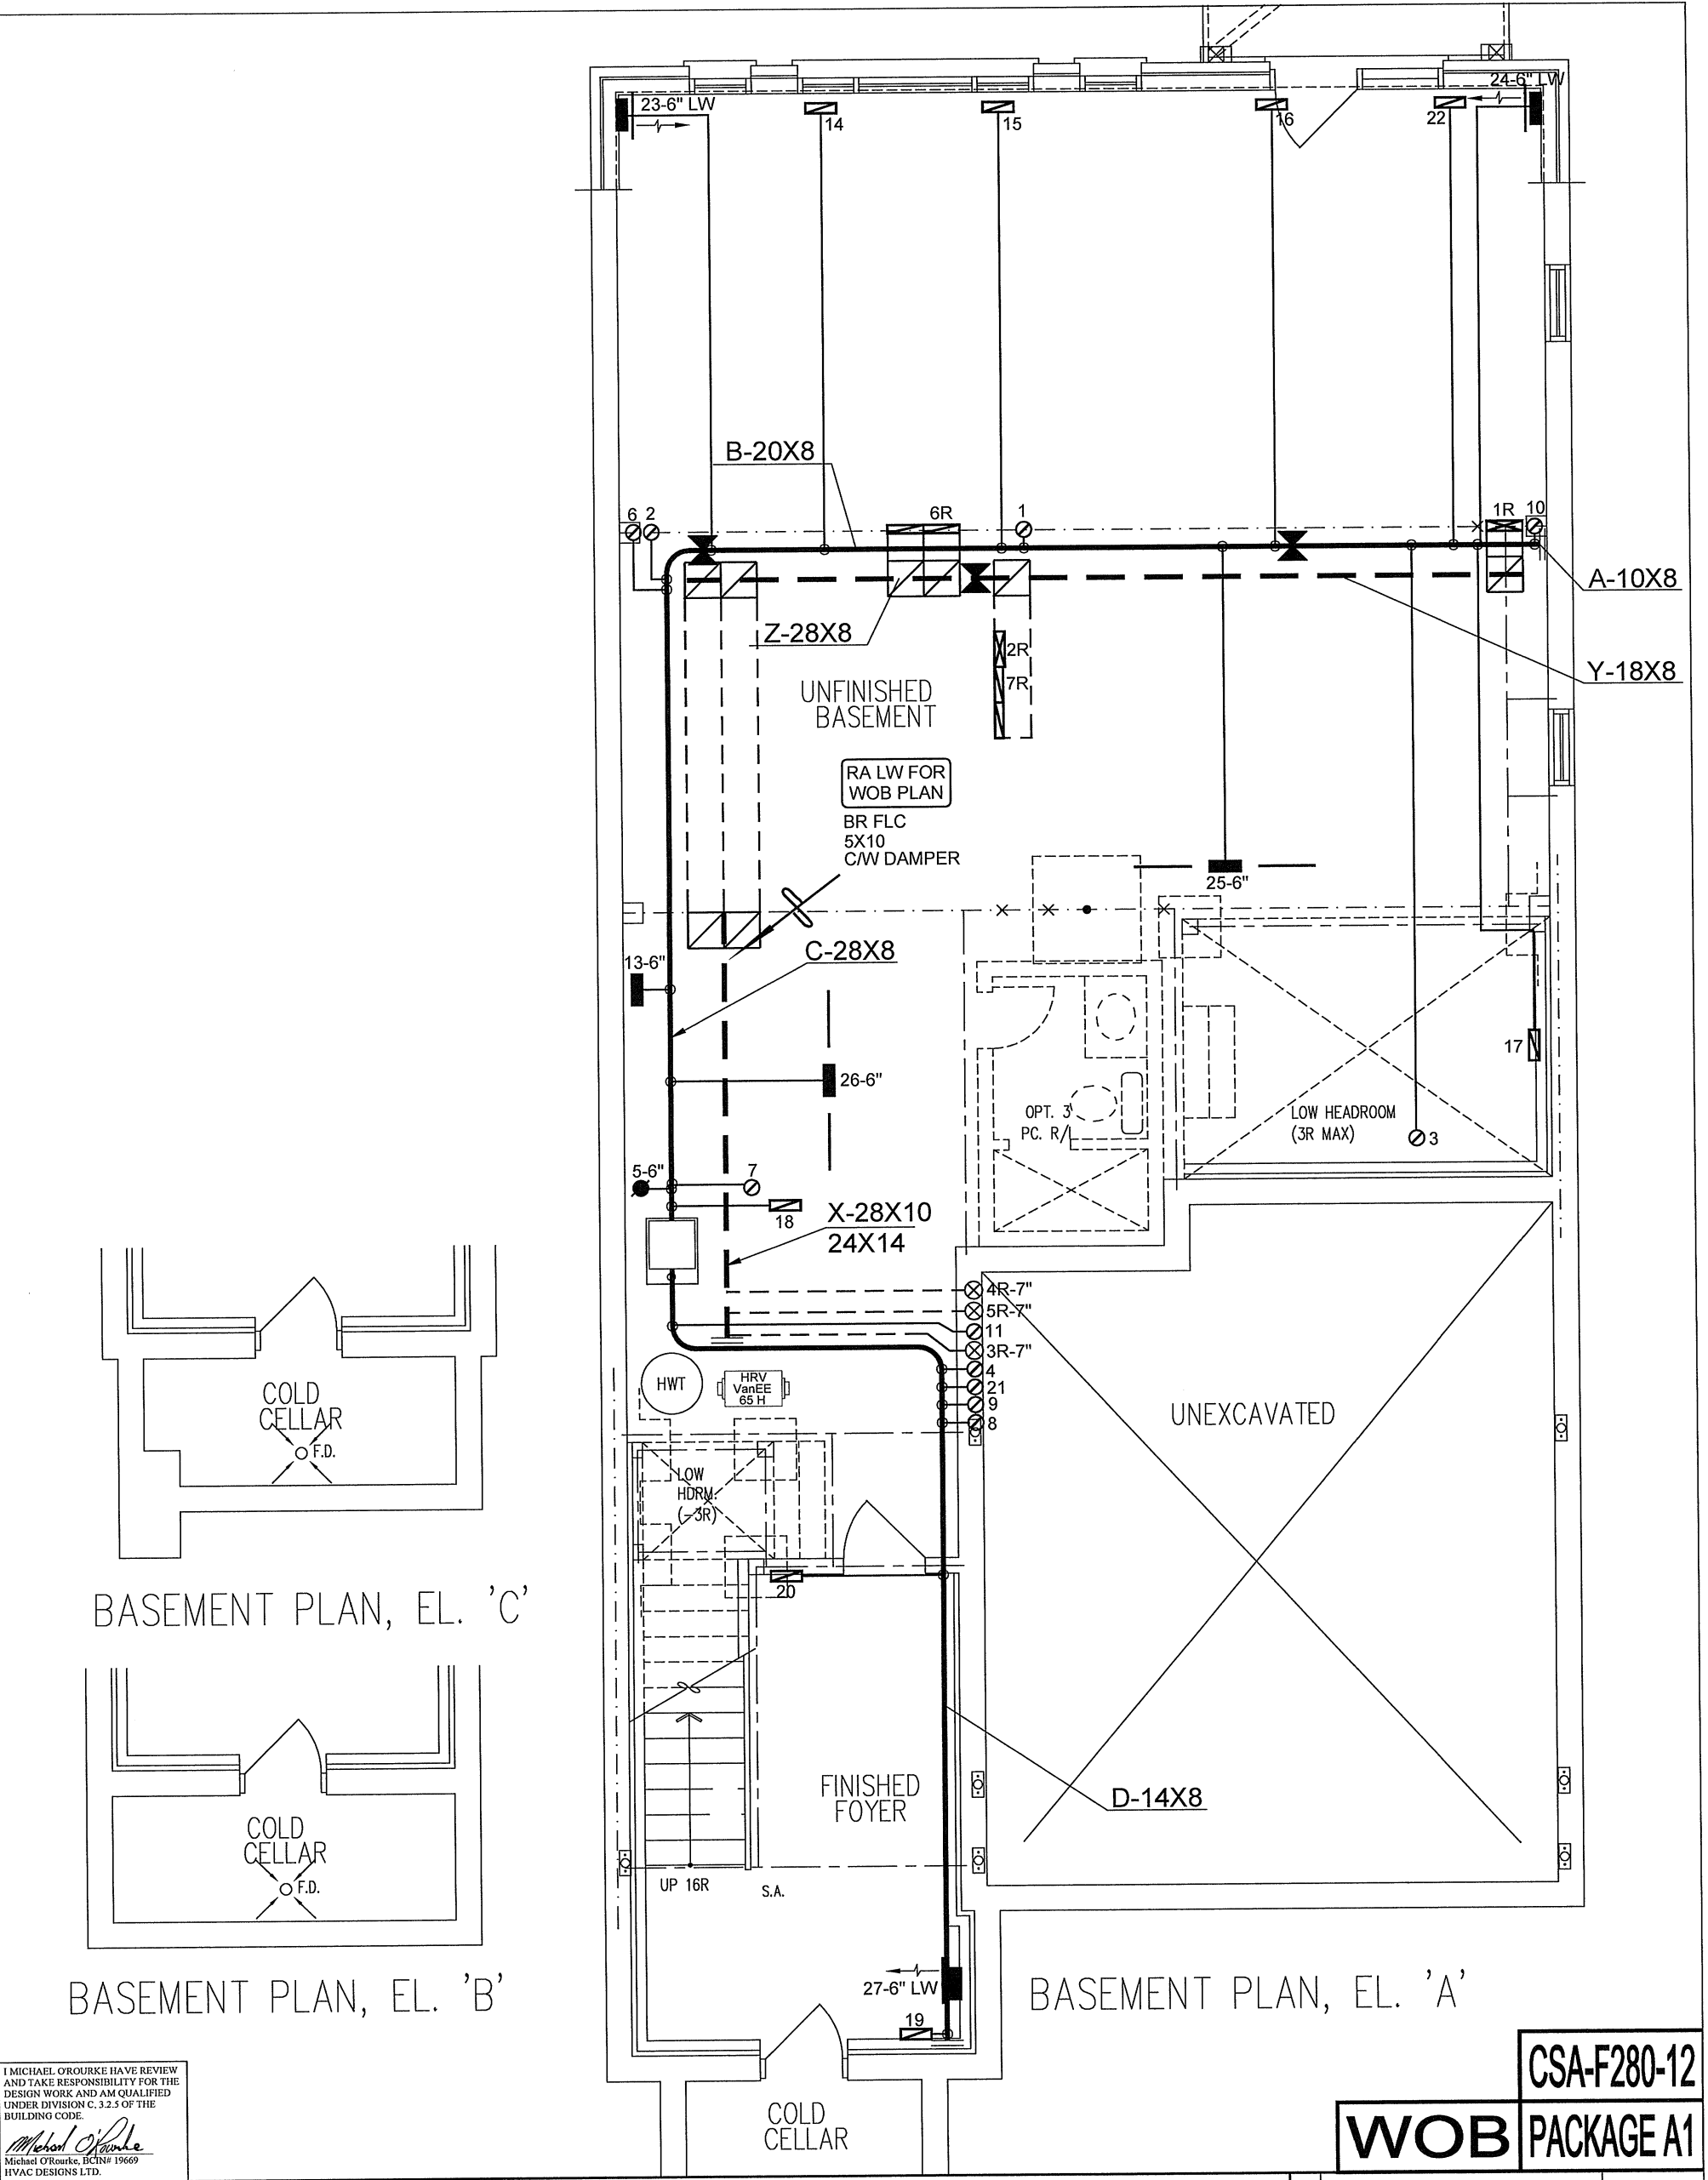 23-6" LW
14
15
16
22
24-6" LW
B-20X8
6
2
6R
1
1R
10
A-10X8
Z-28X8
2R
7R
Y-18X8
UNFINISHED
BASEMENT
RA LW FOR
WOB PLAN
BR FLC
5X10
C/W DAMPER
25-6"
C-28X8
13-6"
26-6"
17
OPT. 3
PC. R/
LOW HEADROOM
(3R MAX)
3
5-6"
7
18
X-28X10
24X14
4R-7"
5R-7"
11
3R-7"
4
21
9
8
HWT
HRV
VanEE
65 H
UNEXCAVATED
LOW
HDRM.
(-3R)
20
COLD
CELLAR
F.D.
BASEMENT PLAN, EL. 'C'
COLD
CELLAR
F.D.
BASEMENT PLAN, EL. 'B'
FINISHED
FOYER
D-14X8
UP 16R
S.A.
27-6" LW
19
BASEMENT PLAN, EL. 'A'
COLD
CELLAR
I MICHAEL O'ROURKE HAVE REVIEW
AND TAKE RESPONSIBILITY FOR THE
DESIGN WORK AND AM QUALIFIED
UNDER DIVISION C, 3.2.5 OF THE
BUILDING CODE.
Michael O'Rourke
Michael O'Rourke, BCIN# 19669
HVAC DESIGNS LTD.
CSA-F280-12
WOB
PACKAGE A1